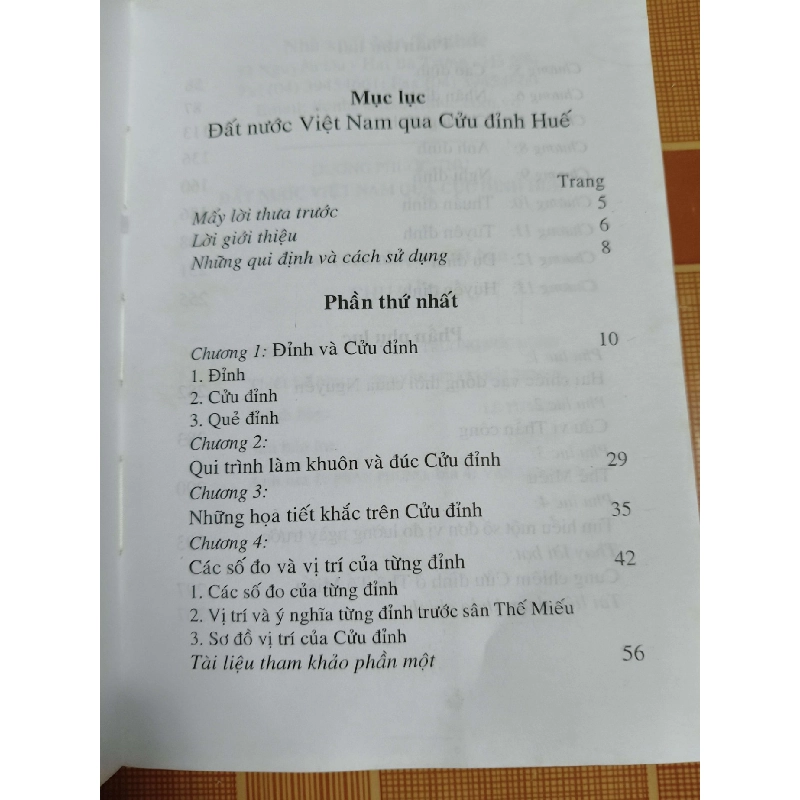 Mục lục
Đất nước Việt Nam qua Cửu đỉnh Huế
Trang
Mấy lời thưa trước 5
Lời giới thiệu 6
Những qui định và cách sử dụng 8
Phần thứ nhất
Chương 1: Đỉnh và Cửu đỉnh 10
1. Đỉnh
2. Cửu đỉnh
3. Quẻ đỉnh
Chương 2:
Qui trình làm khuôn và đúc Cửu đỉnh 29
Chương 3:
Những họa tiết khắc trên Cửu đỉnh 35
Chương 4:
Các số đo và vị trí của từng đỉnh 42
1. Các số đo của từng đỉnh
2. Vị trí và ý nghĩa từng đỉnh trước sân Thế Miếu
3. Sơ đồ vị trí của Cửu đỉnh
Tài liệu tham khảo phần một 56